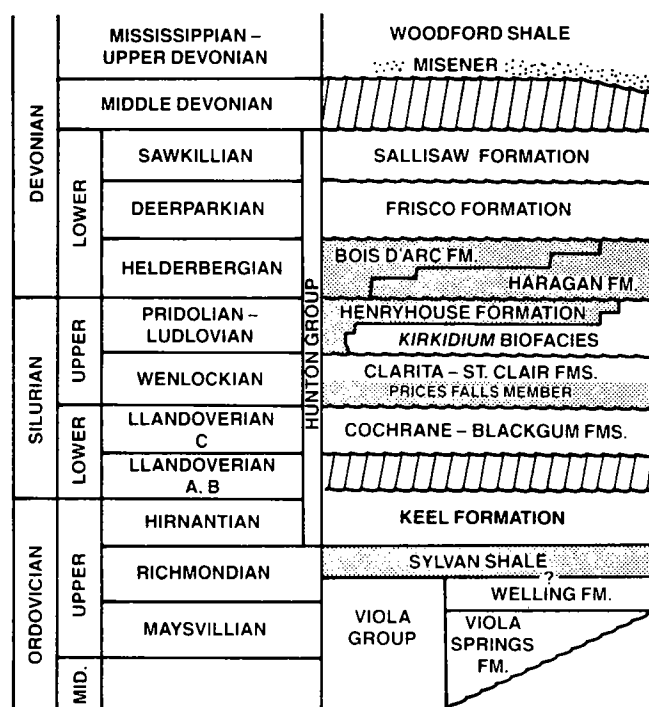 MISSISSIPPIAN –
UPPER DEVONIAN
WOODFORD SHALE
MISENER
MIDDLE DEVONIAN
DEVONIAN
LOWER
SAWKILLIAN
SALLISAW FORMATION
DEERPARKIAN
FRISCO FORMATION
HELDERBERGIAN
BOIS D'ARC FM.
HARAGAN FM.
HUNTON GROUP
SILURIAN
UPPER
PRIDOLIAN –
LUDLOVIAN
HENRYHOUSE FORMATION
KIRKIDIUM BIOFACIES
WENLOCKIAN
CLARITA – ST. CLAIR FMS.
PRICES FALLS MEMBER
LOWER
LLANDOVERIAN
C
COCHRANE – BLACKGUM FMS.
LLANDOVERIAN
A, B
ORDOVICIAN
UPPER
HIRNANTIAN
KEEL FORMATION
RICHMONDIAN
SYLVAN SHALE
?
WELLING FM.
MAYSVILLIAN
VIOLA
GROUP
VIOLA
SPRINGS
FM.
MID.